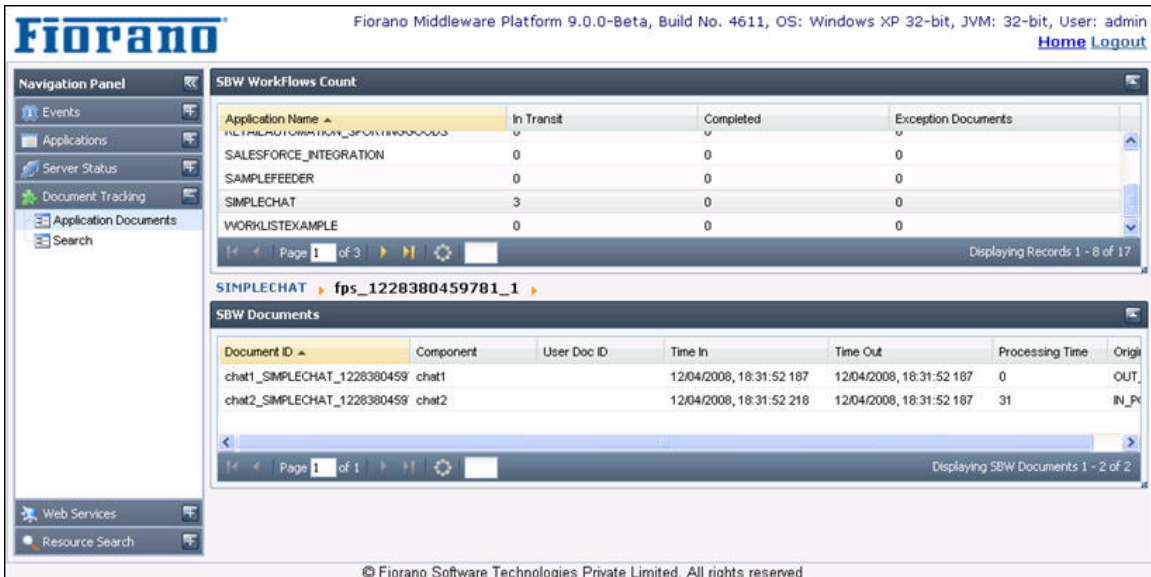 Fiorano
Fiorano Middleware Platform 9.0.0-Beta, Build No. 4611, OS: Windows XP 32-bit, JVM: 32-bit, User: admin
Home Logout
Navigation Panel
Events
Applications
Server Status
Document Tracking
Application Documents
Search
Web Services
Resource Search
SBW WorkFlows Count
Application Name In Transit Completed Exception Documents
RETAILAUTOMATION_SPORTINGGOODS 0 0 0
SALESFORCE_INTEGRATION 0 0 0
SAMPLEFEEDER 0 0 0
SIMPLECHAT 3 0 0
WORKLISTEXAMPLE 0 0 0
Page 1 of 3 Displaying Records 1 - 8 of 17
SIMPLECHAT fps_1228380459781_1
SBW Documents
Document ID Component User Doc ID Time In Time Out Processing Time Origi
chat1_SIMPLECHAT_1228380459 chat1 12/04/2008, 18:31:52 187 12/04/2008, 18:31:52 187 0 OUT_
chat2_SIMPLECHAT_1228380459 chat2 12/04/2008, 18:31:52 218 12/04/2008, 18:31:52 187 31 IN_PO
Page 1 of 1 Displaying SBW Documents 1 - 2 of 2
© Fiorano Software Technologies Private Limited. All rights reserved